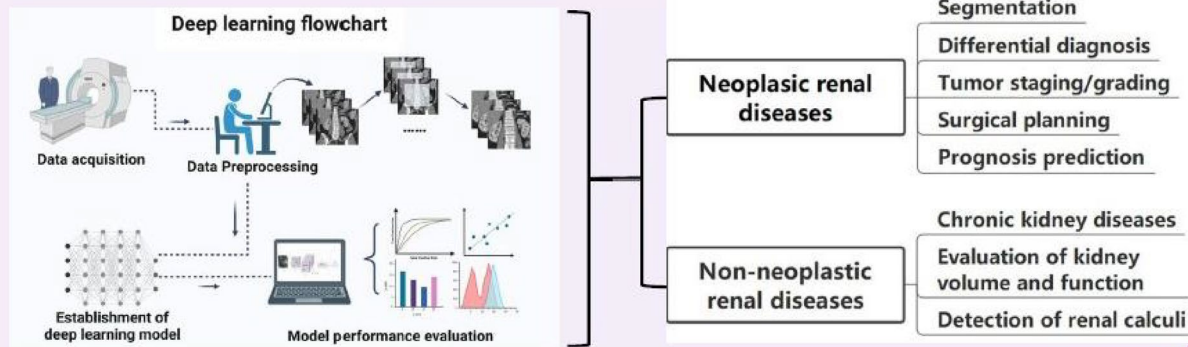 Deep learning flowchart
Data acquisition
Data Preprocessing
......
Establishment of
deep learning model
Model performance evaluation
Neoplasic renal
diseases
Segmentation
Differential diagnosis
Tumor staging/grading
Surgical planning
Prognosis prediction
Non-neoplastic
renal diseases
Chronic kidney diseases
Evaluation of kidney
volume and function
Detection of renal calculi